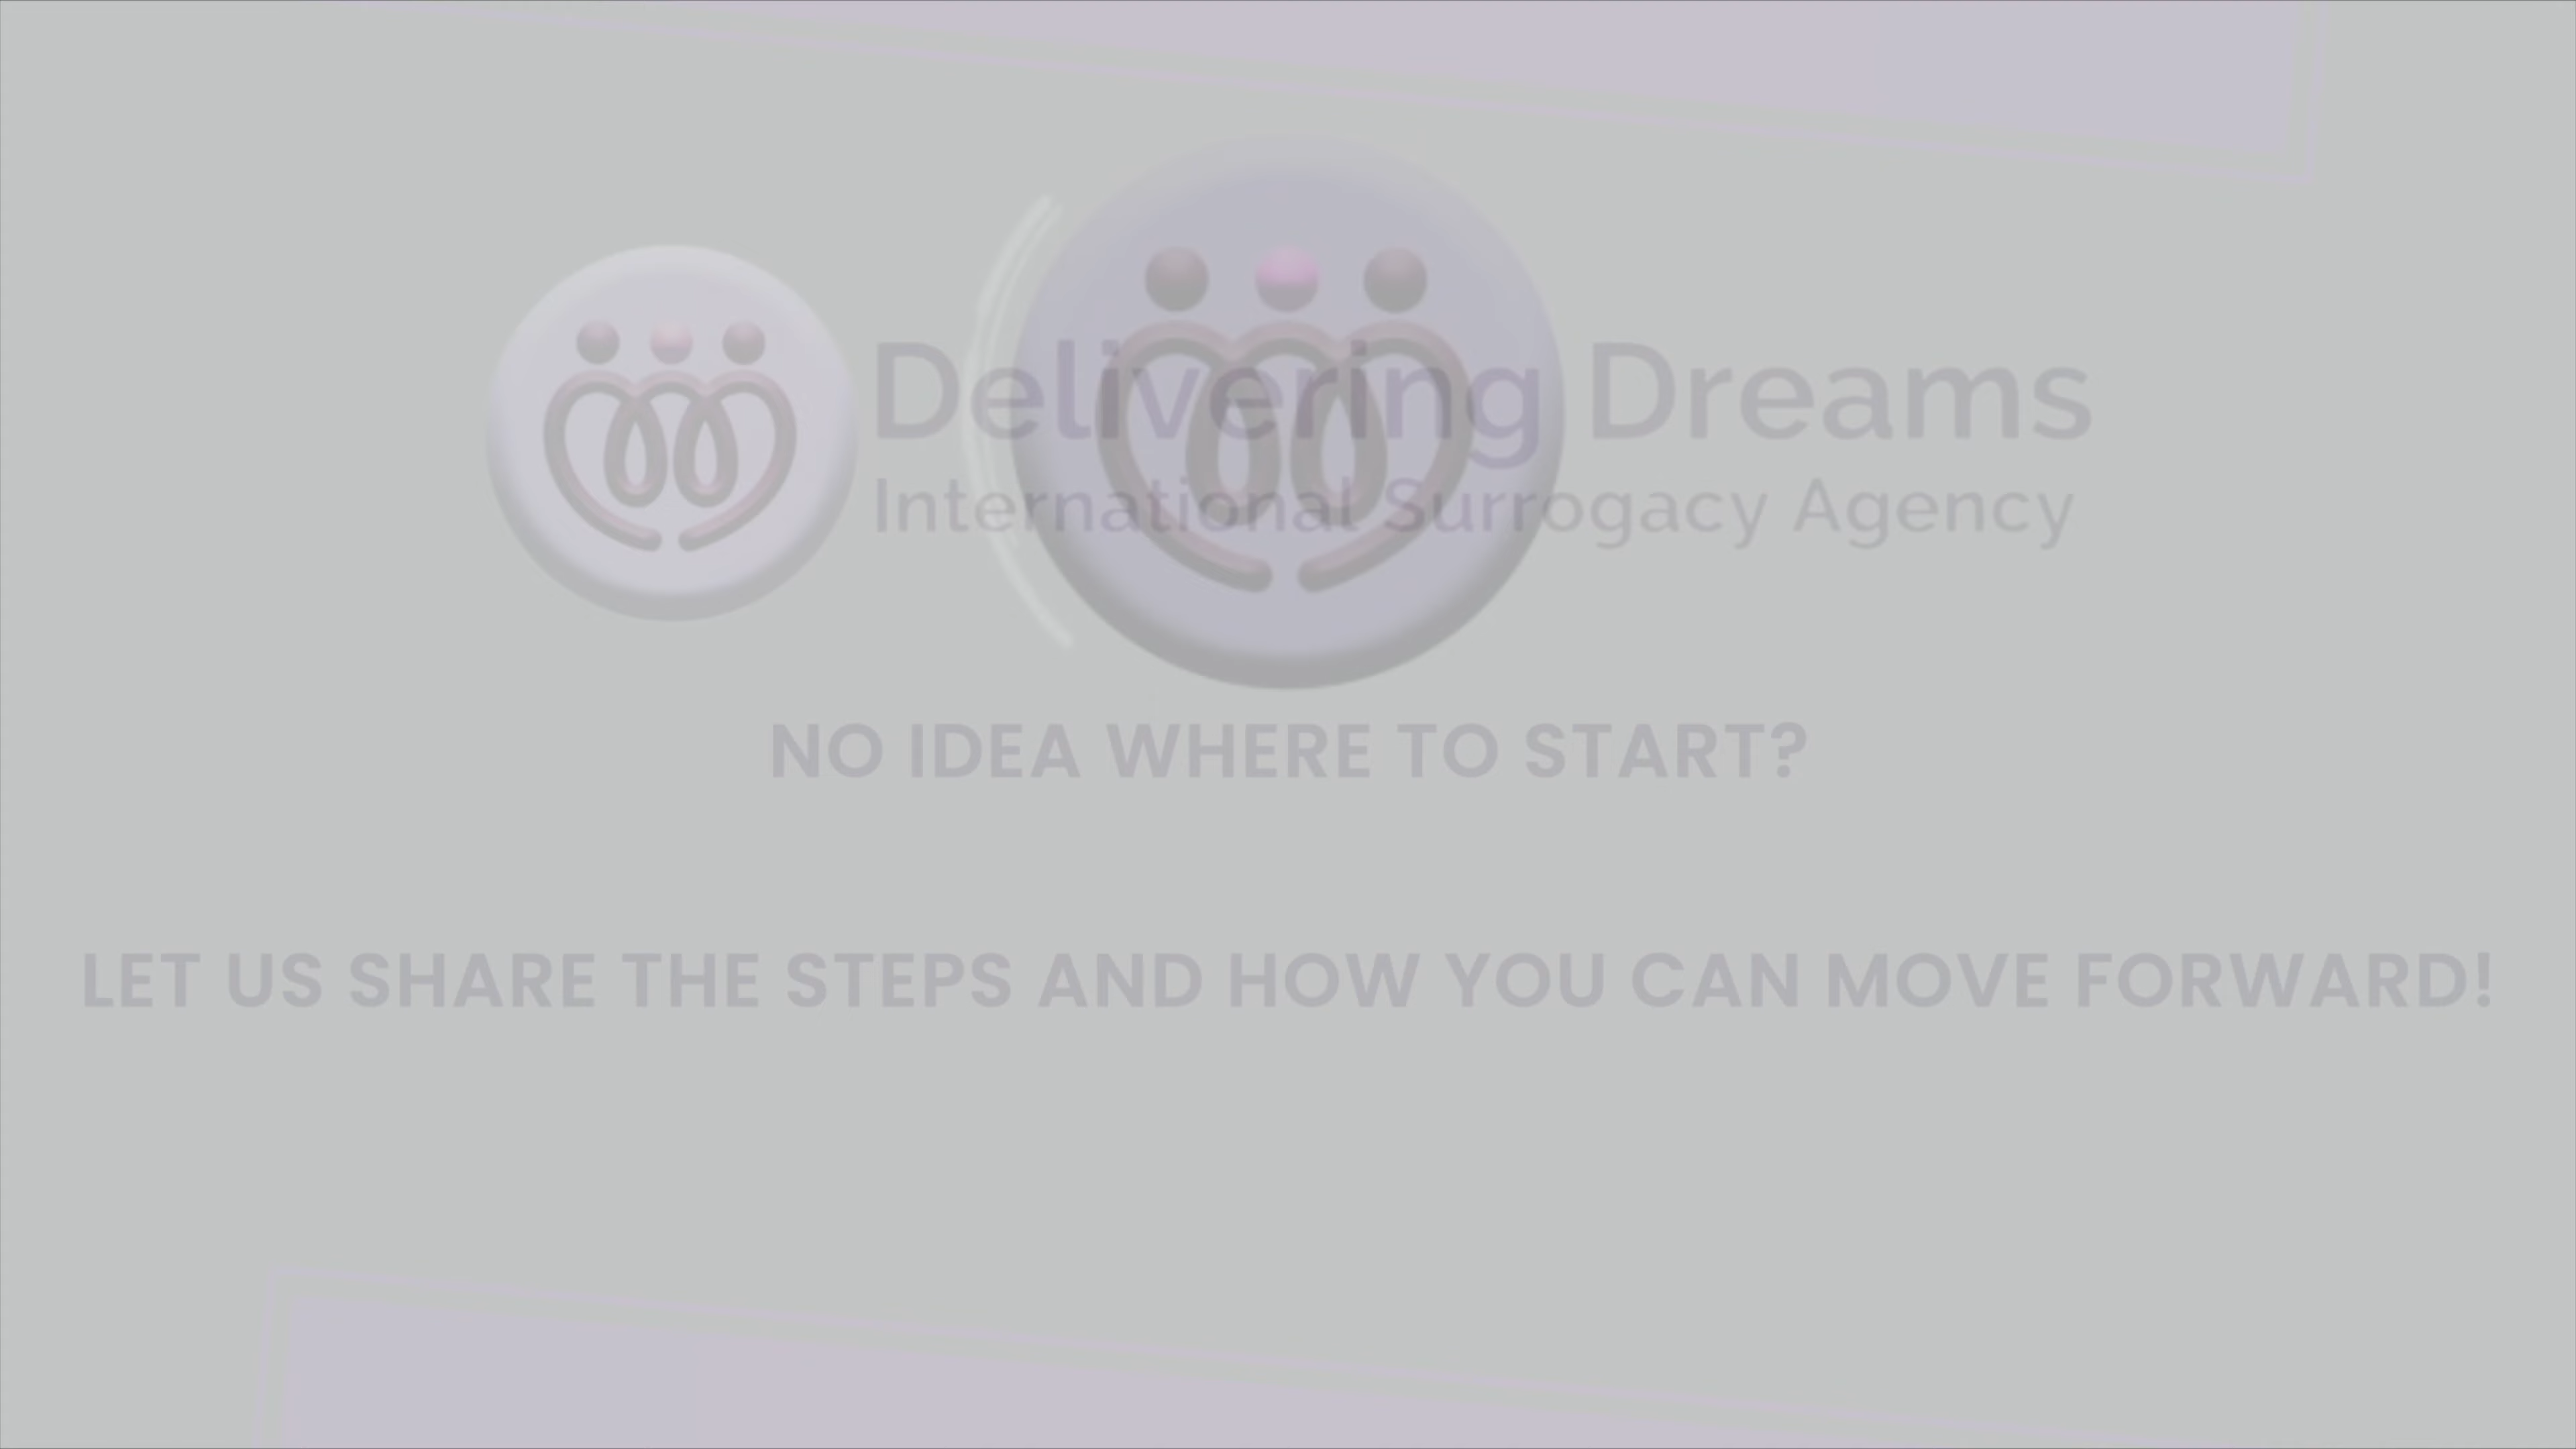 Delivering Dreams
International Surrogacy Agency
NO IDEA WHERE TO START?
LET US SHARE THE STEPS AND HOW YOU CAN MOVE FORWARD!